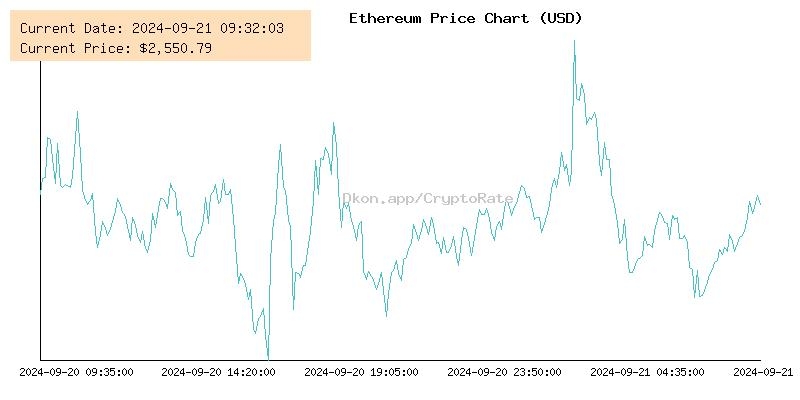 Ethereum Price Chart (USD)
Current Date: 2024-09-21 09:32:03
Current Price: $2,550.79
Dkon.app/CryptoRate
2024-09-20 09:35:00
2024-09-20 14:20:00
2024-09-20 19:05:00
2024-09-20 23:50:00
2024-09-21 04:35:00
2024-09-21